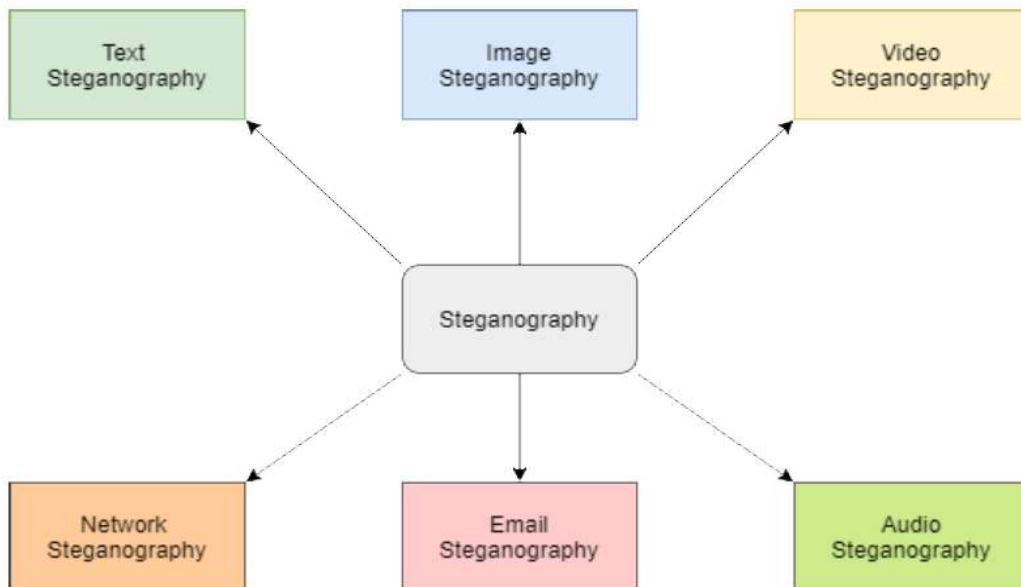 Text
Steganography
Image
Steganography
Video
Steganography
Steganography
Network
Steganography
Email
Steganography
Audio
Steganography